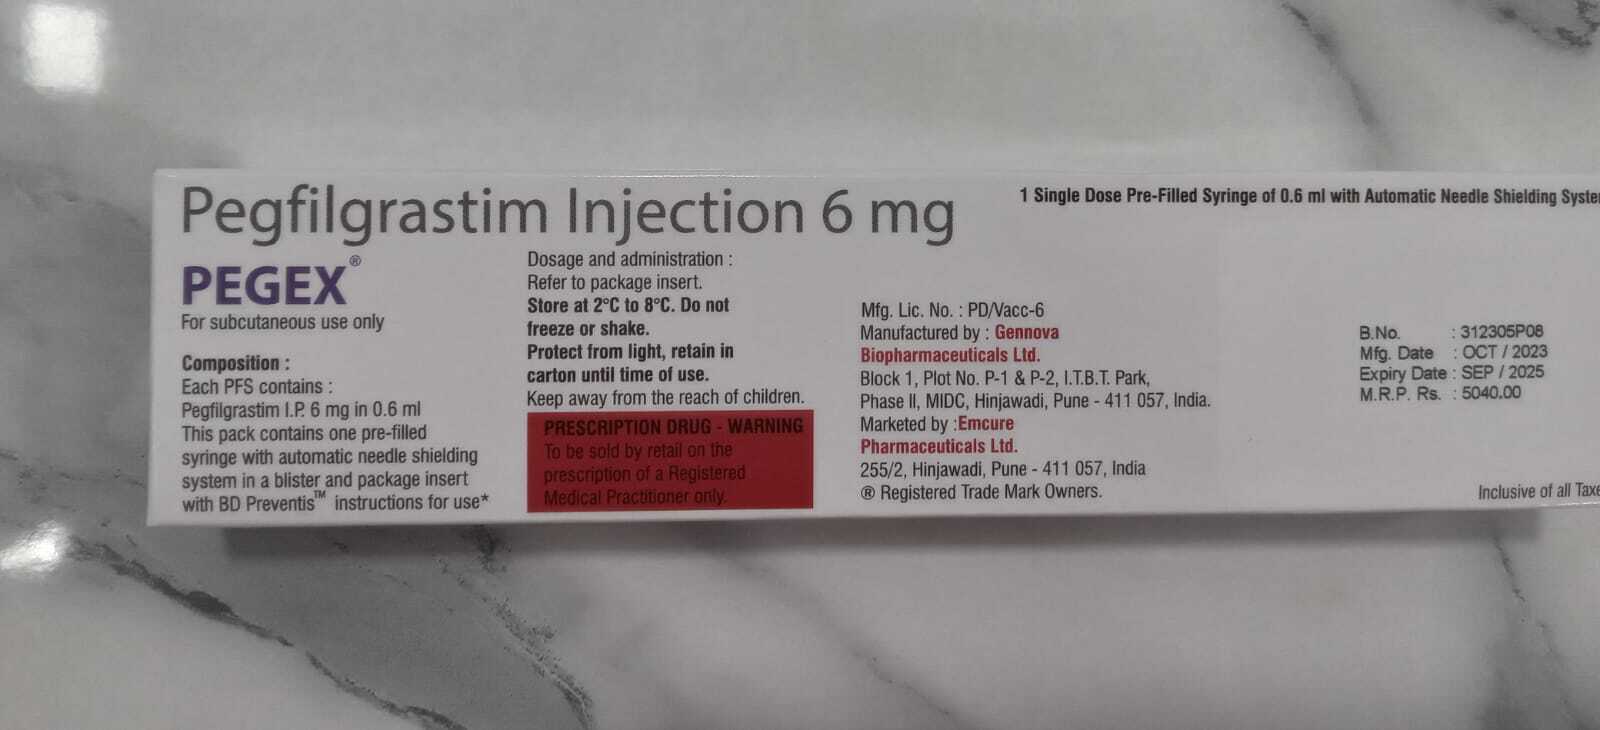 Pegfilgrastim Injection 6 mg
1 Single Dose Pre-Filled Syringe of 0.6 ml with Automatic Needle Shielding
PEGEX®
For subcutaneous use only
Composition :
Each PFS contains :
Pegfilgrastim I.P. 6 mg in 0.6 ml
This pack contains one pre-filled
syringe with automatic needle shielding
system in a blister and package insert
with BD Preventis™ instructions for use*
Dosage and administration :
Refer to package insert.
Store at 2°C to 8°C. Do not
freeze or shake.
Protect from light, retain in
carton until time of use.
Keep away from the reach of children.
PRESCRIPTION DRUG - WARNING
To be sold by retail on the
prescription of a Registered
Medical Practitioner only.
Mfg. Lic. No. : PD/Vacc-6
Manufactured by : Gennova
Biopharmaceuticals Ltd.
Block 1, Plot No. P-1 & P-2, I.T.B.T. Park,
Phase II, MIDC, Hinjawadi, Pune - 411 057, India.
Marketed by :Emcure
Pharmaceuticals Ltd.
255/2, Hinjawadi, Pune - 411 057, India
® Registered Trade Mark Owners.
B.No. : 312305P08
Mfg. Date : OCT / 2023
Expiry Date : SEP / 2025
M.R.P. Rs. : 5040.00
Inclusive of all